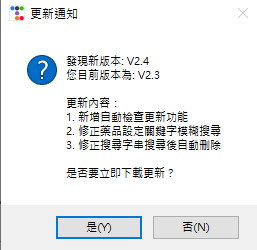 更新通知
發現新版本: V2.4
您目前版本為: V2.3
更新內容：
1. 新增自動檢查更新功能
2. 修正藥品設定關鍵字模糊搜尋
3. 修正搜尋字串搜尋後自動刪除
是否要立即下載更新？
是(Y)
否(N)